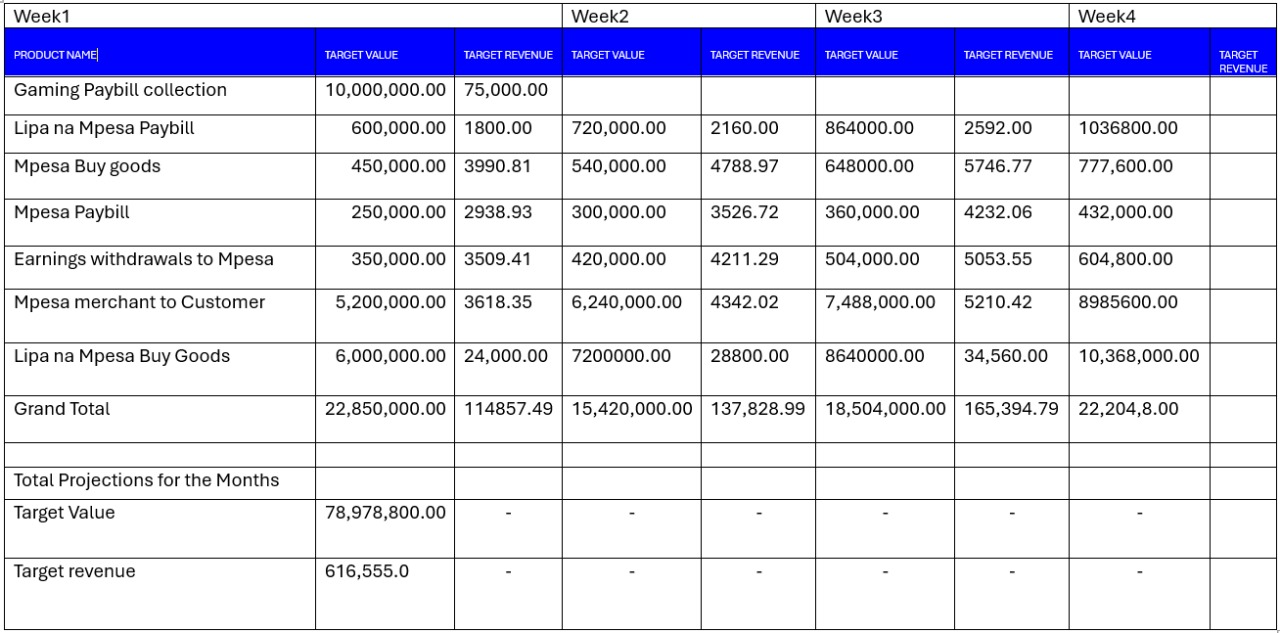 Week1 Week2 Week3 Week4
PRODUCT NAME TARGET VALUE TARGET REVENUE TARGET VALUE TARGET REVENUE TARGET VALUE TARGET REVENUE TARGET VALUE TARGET REVENUE
Gaming Paybill collection 10,000,000.00 75,000.00
Lipa na Mpesa Paybill 600,000.00 1800.00 720,000.00 2160.00 864000.00 2592.00 1036800.00
Mpesa Buy goods 450,000.00 3990.81 540,000.00 4788.97 648000.00 5746.77 777,600.00
Mpesa Paybill 250,000.00 2938.93 300,000.00 3526.72 360,000.00 4232.06 432,000.00
Earnings withdrawals to Mpesa 350,000.00 3509.41 420,000.00 4211.29 504,000.00 5053.55 604,800.00
Mpesa merchant to Customer 5,200,000.00 3618.35 6,240,000.00 4342.02 7,488,000.00 5210.42 8985600.00
Lipa na Mpesa Buy Goods 6,000,000.00 24,000.00 7200000.00 28800.00 8640000.00 34,560.00 10,368,000.00
Grand Total 22,850,000.00 114857.49 15,420,000.00 137,828.99 18,504,000.00 165,394.79 22,204,8.00
Total Projections for the Months
Target Value 78,978,800.00 - - - - - -
Target revenue 616,555.0 - - - - - -